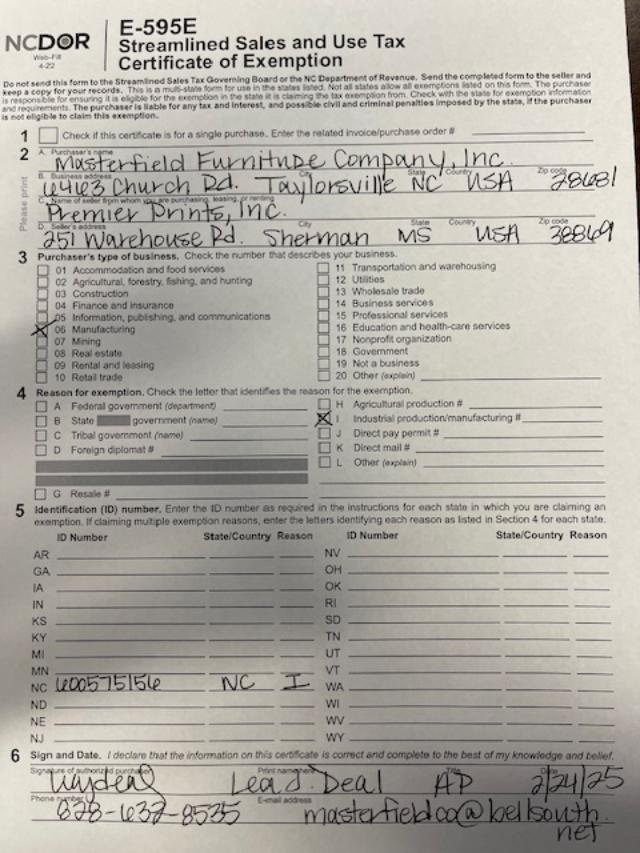 NCDOR
Web-Fill
4-22
E-595E
Streamlined Sales and Use Tax
Certificate of Exemption
Do not send this form to the Streamlined Sales Tax Governing Board or the NC Department of Revenue. Send the completed form to the seller and
keep a copy for your records. This is a multi-state form for use in the states listed. Not all states allow all exemptions listed on this form. The purchaser
is responsible for ensuring it is eligible for the exemption in the state it is claiming the tax exemption from. Check with the state for exemption information
and requirements. The purchaser is liable for any tax and interest, and possible civil and criminal penalties imposed by the state, if the purchaser
is not eligible to claim this exemption.
1 Check if this certificate is for a single purchase. Enter the related invoice/purchase order #
Please print
2 A. Purchaser's name
Masterfield Furniture Company, Inc.
B. Business address City State Country Zip code
6463 Church Rd. Taylorsville NC USA 28681
C. Name of seller from whom you are purchasing, leasing, or renting
Premier Prints, Inc.
D. Seller's address City State Country Zip code
251 Warehouse Rd. Sherman MS USA 38869
3 Purchaser's type of business. Check the number that describes your business.
01 Accommodation and food services
02 Agricultural, forestry, fishing, and hunting
03 Construction
04 Finance and insurance
05 Information, publishing, and communications
06 Manufacturing
07 Mining
08 Real estate
09 Rental and leasing
10 Retail trade
11 Transportation and warehousing
12 Utilities
13 Wholesale trade
14 Business services
15 Professional services
16 Education and health-care services
17 Nonprofit organization
18 Government
19 Not a business
20 Other (explain)
4 Reason for exemption. Check the letter that identifies the reason for the exemption.
A Federal government (department)
B State government (name)
C Tribal government (name)
D Foreign diplomat #
G Resale #
H Agricultural production #
I Industrial production/manufacturing #
J Direct pay permit #
K Direct mail #
L Other (explain)
5 Identification (ID) number. Enter the ID number as required in the instructions for each state in which you are claiming an
exemption. If claiming multiple exemption reasons, enter the letters identifying each reason as listed in Section 4 for each state.
ID Number State/Country Reason ID Number State/Country Reason
AR
GA
IA
IN
KS
KY
MI
MN
NC 600575156 NC I
ND
NE
NJ
NV
OH
OK
RI
SD
TN
UT
VT
WA
WI
WV
WY
6 Sign and Date. I declare that the information on this certificate is correct and complete to the best of my knowledge and belief.
Signature of authorized purchaser Print name here Title Date
Lea J. Deal AP 2/24/25
Phone number E-mail address
828-632-8535 masterfieldco@bellsouth.
net